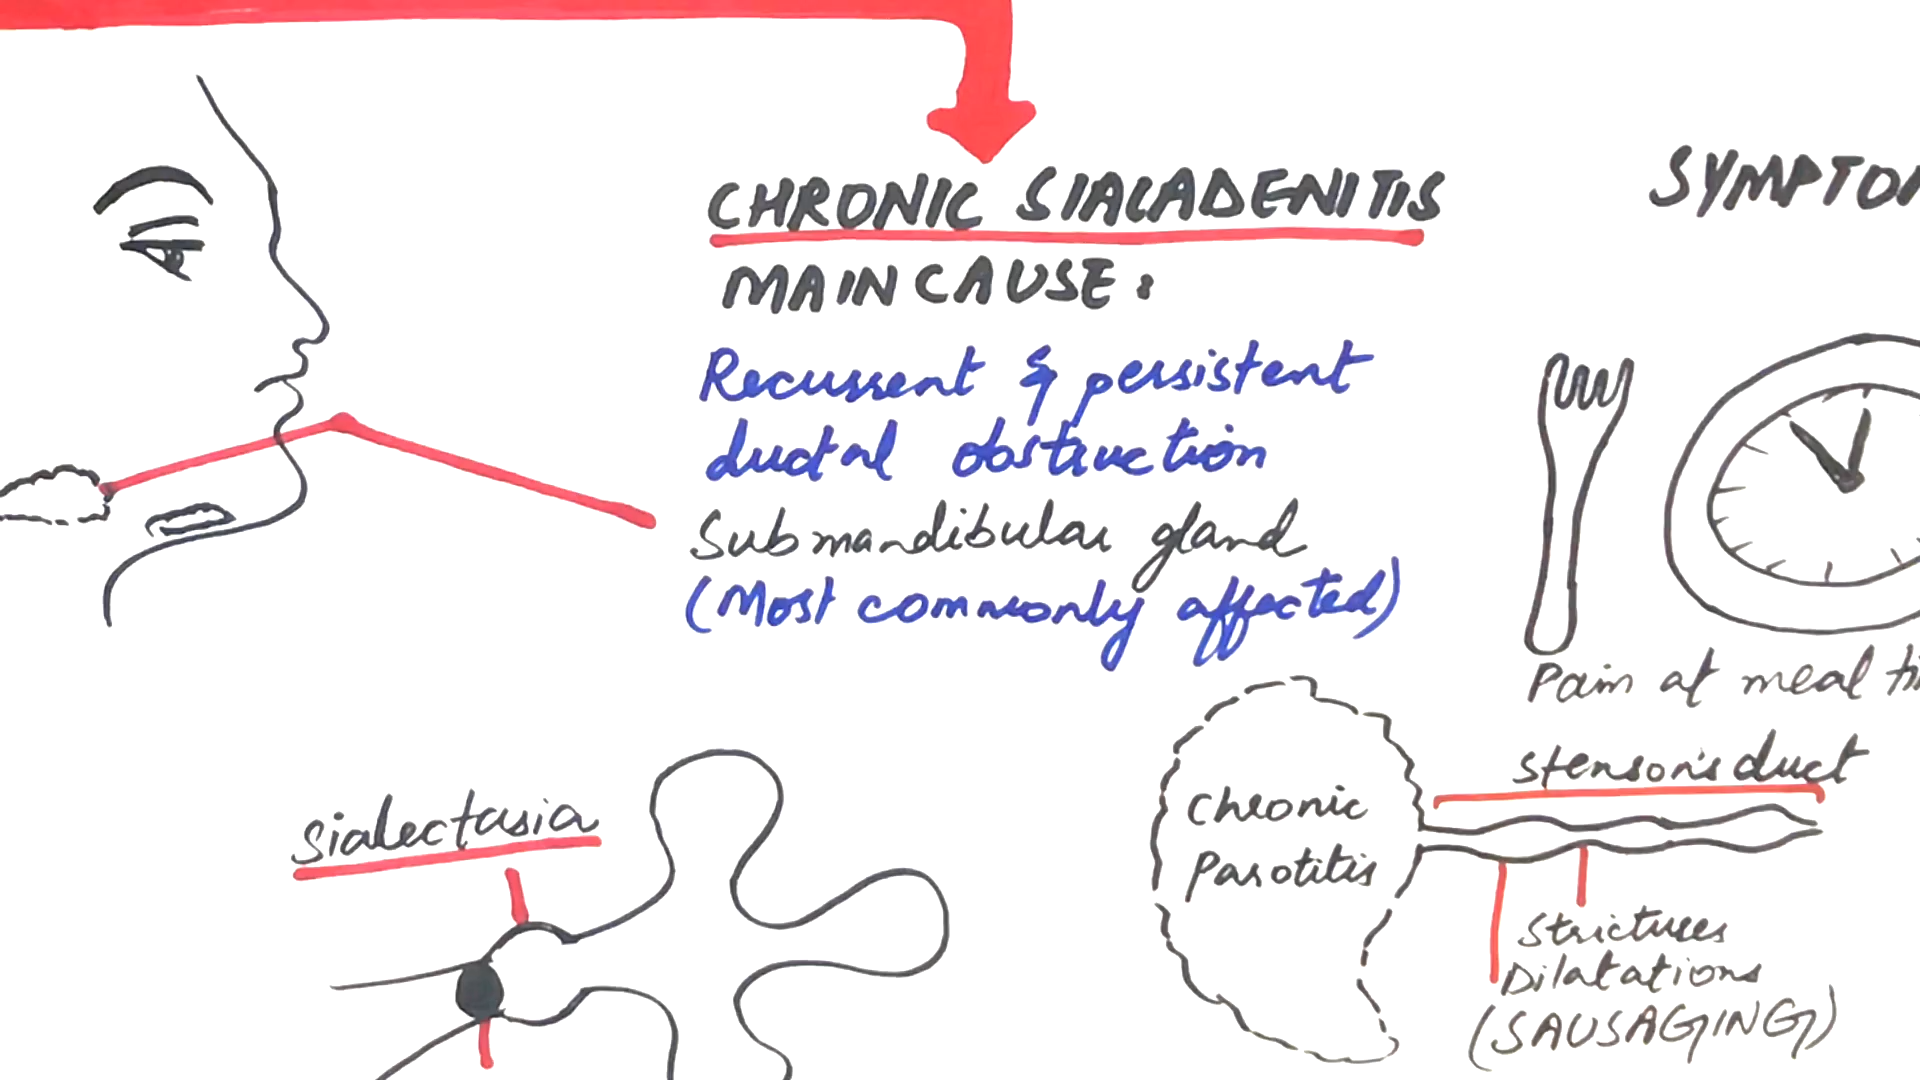 CHRONIC SIALADENITIS
MAIN CAUSE:
Recurrent & persistent
ductal obstruction
Submandibular gland
(Most commonly affected)
SYMPTOM
Pain at meal ti
Stenson's duct
Chronic
Parotitis
Strictures
Dilatations
(SAUSAGING)
Sialectasia